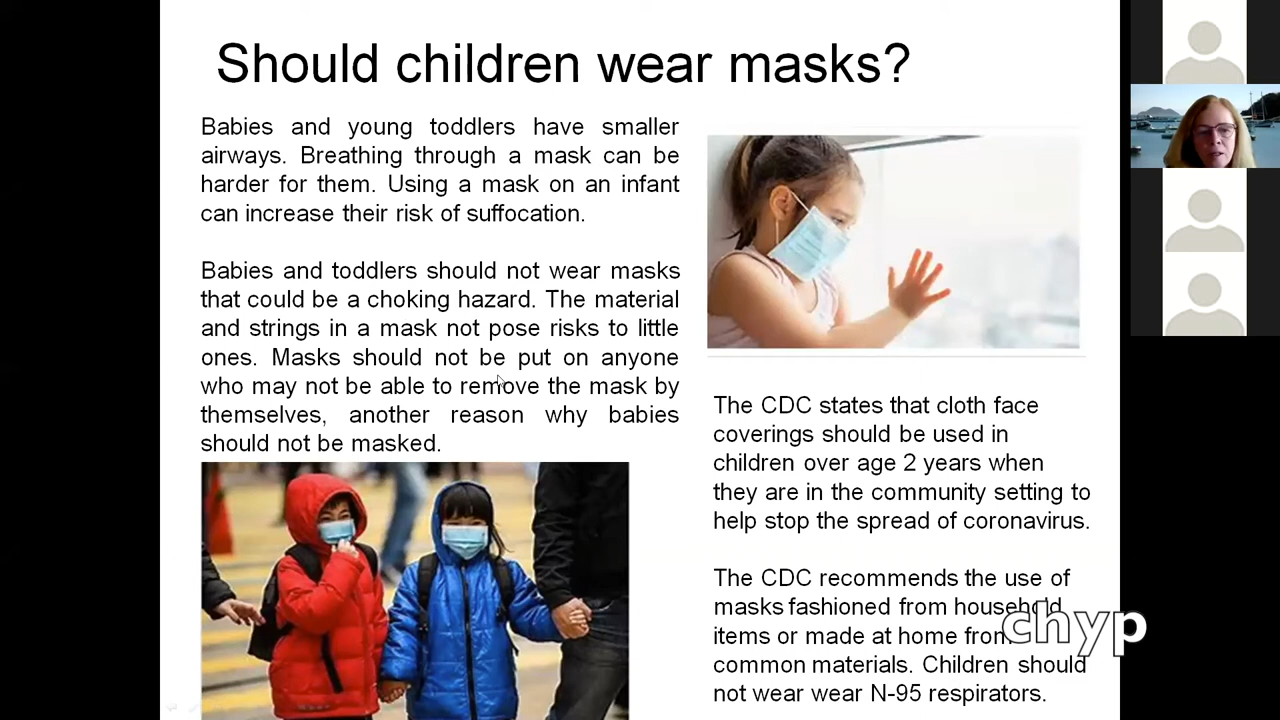 Should children wear masks?
Babies and young toddlers have smaller
airways. Breathing through a mask can be
harder for them. Using a mask on an infant
can increase their risk of suffocation.
Babies and toddlers should not wear masks
that could be a choking hazard. The material
and strings in a mask not pose risks to little
ones. Masks should not be put on anyone
who may not be able to remove the mask by
themselves, another reason why babies
should not be masked.
The CDC states that cloth face
coverings should be used in
children over age 2 years when
they are in the community setting to
help stop the spread of coronavirus.
The CDC recommends the use of
masks fashioned from household
items or made at home from
common materials. Children should
not wear wear N-95 respirators.
chyp